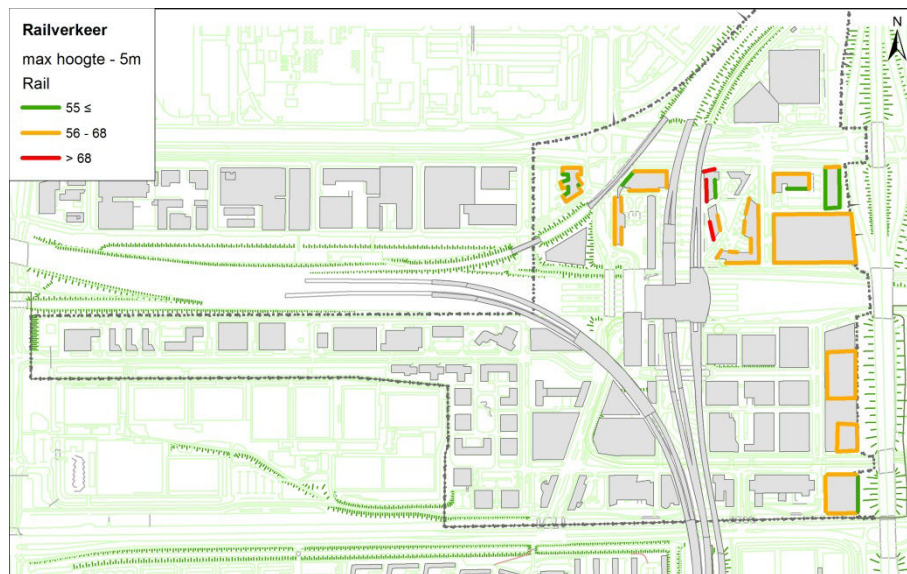 Railverkeer
max hoogte - 5m
Rail
55 ≤
56 - 68
> 68
N